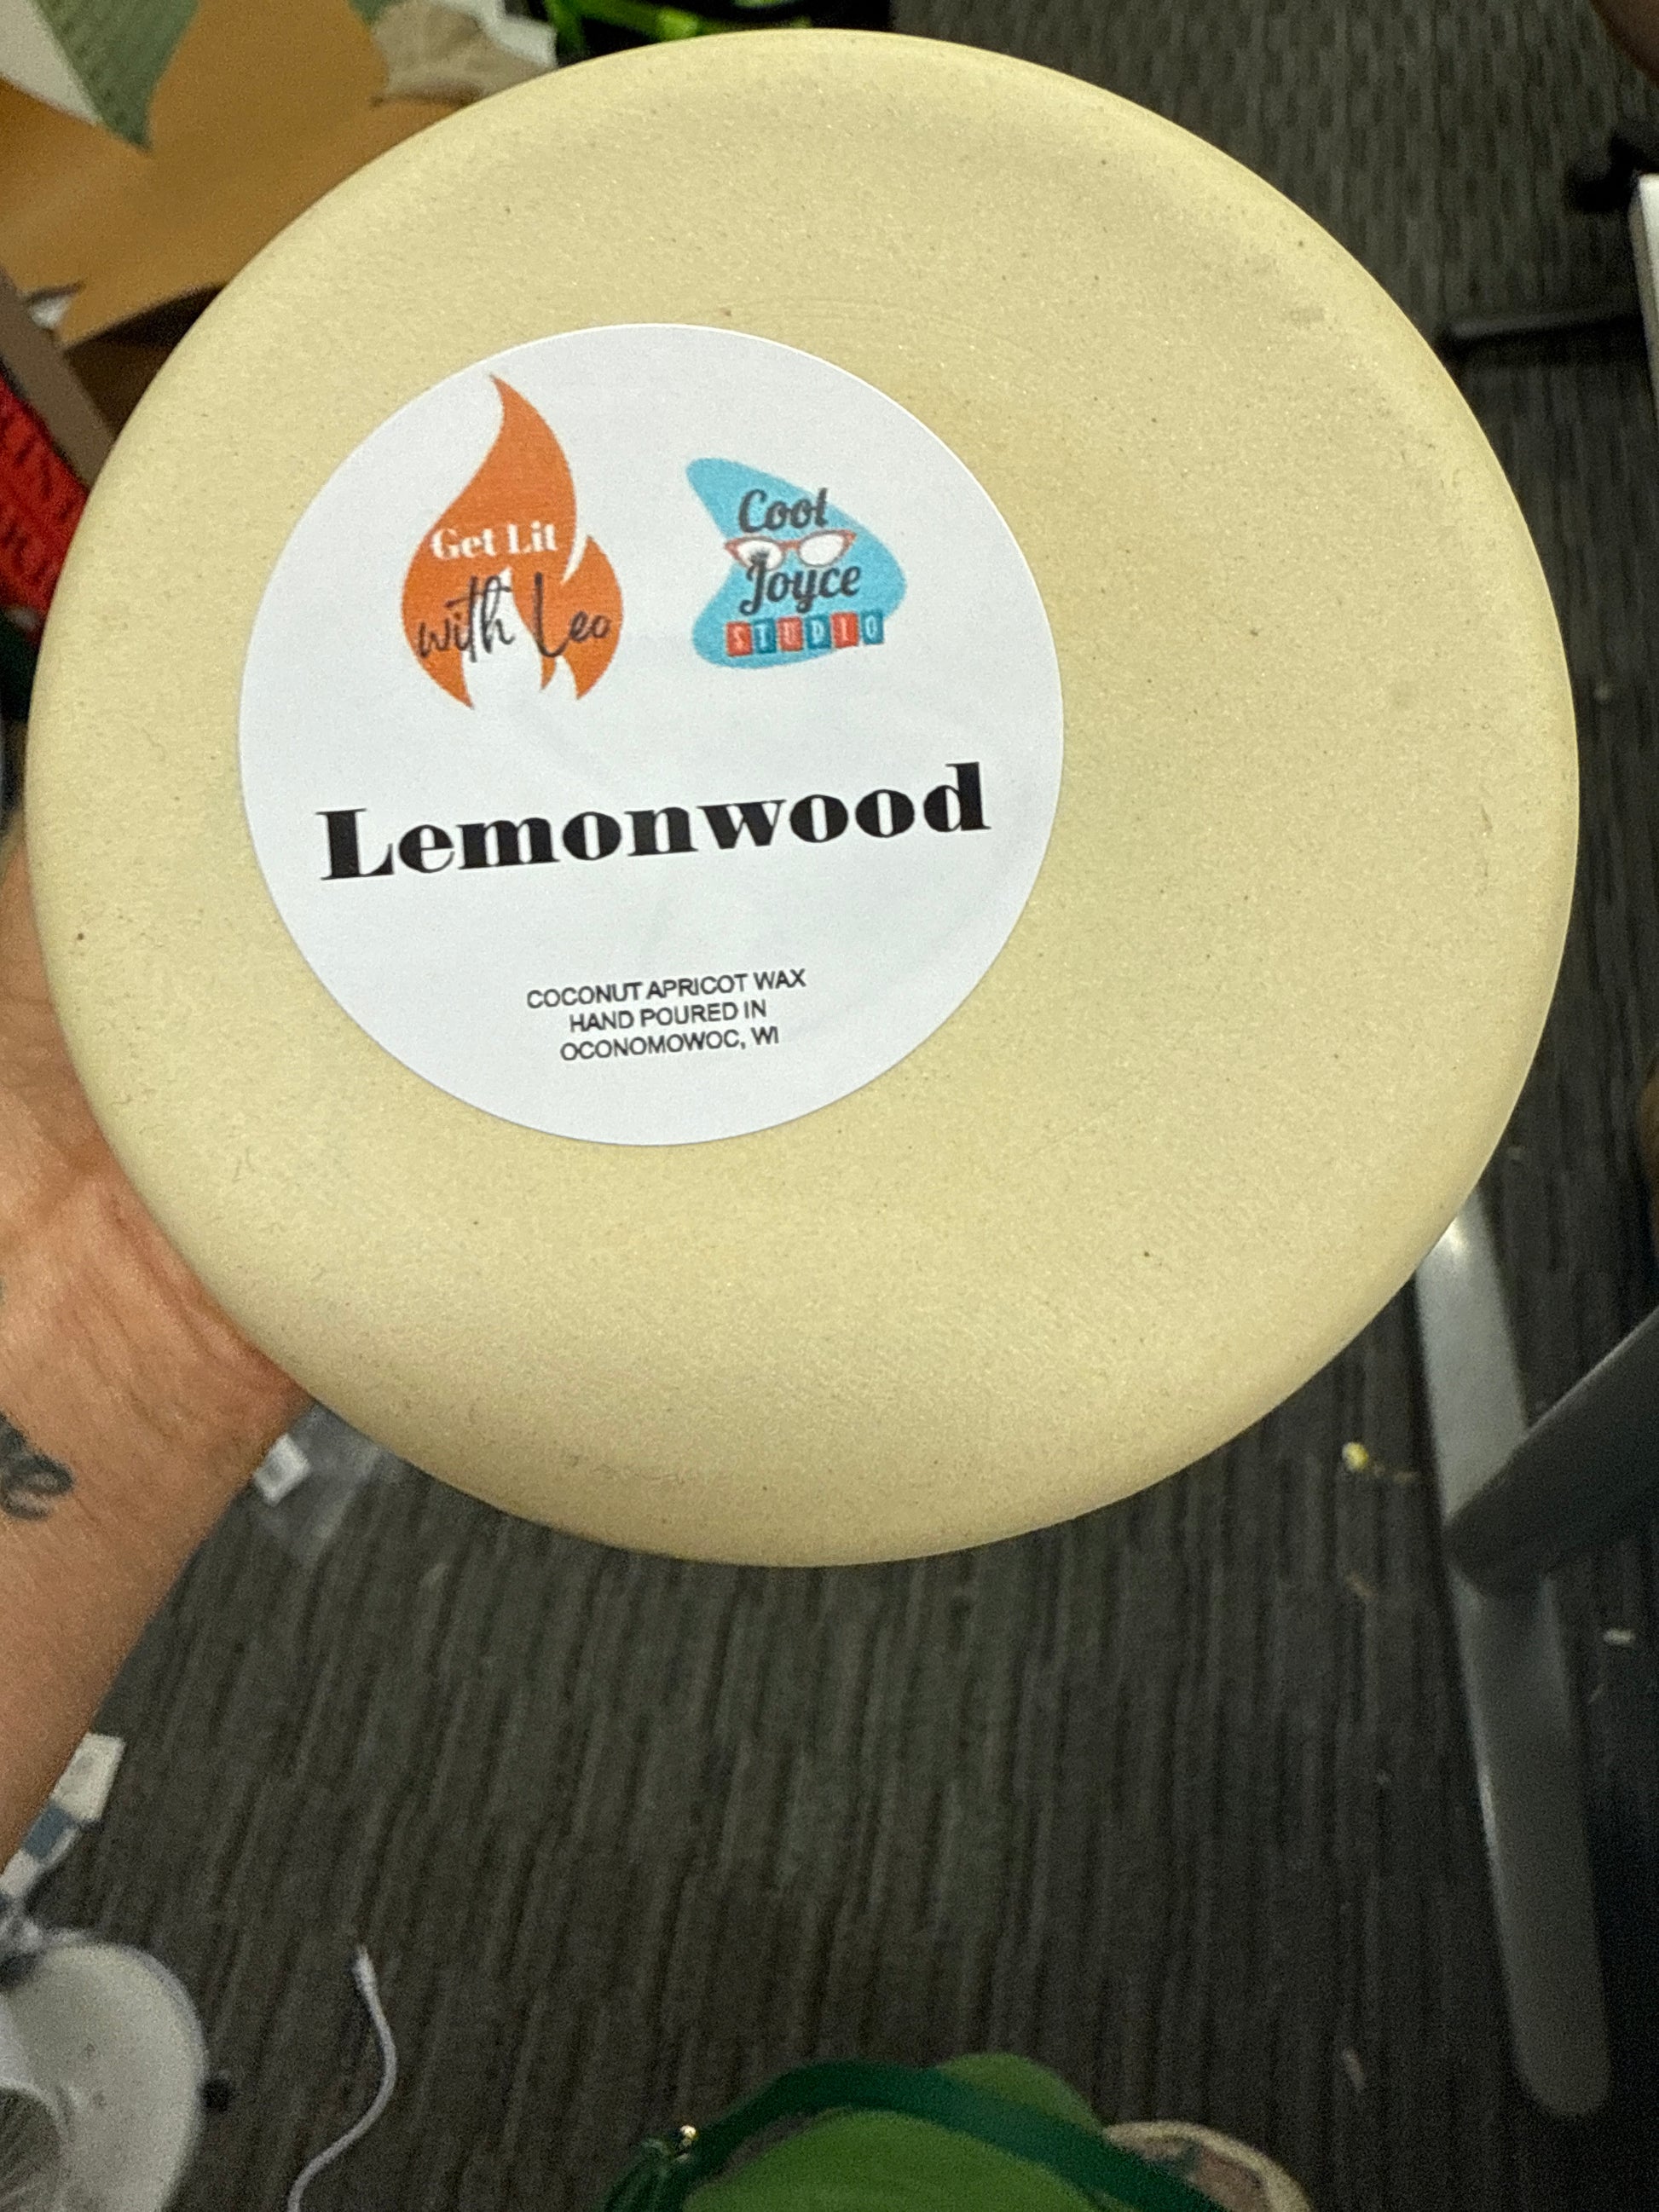 Get Lit
with Leo
Cool
Joyce
STUDIO
Lemonwood
COCONUT APRICOT WAX
HAND POURED IN
OCONOMOWOC, WI